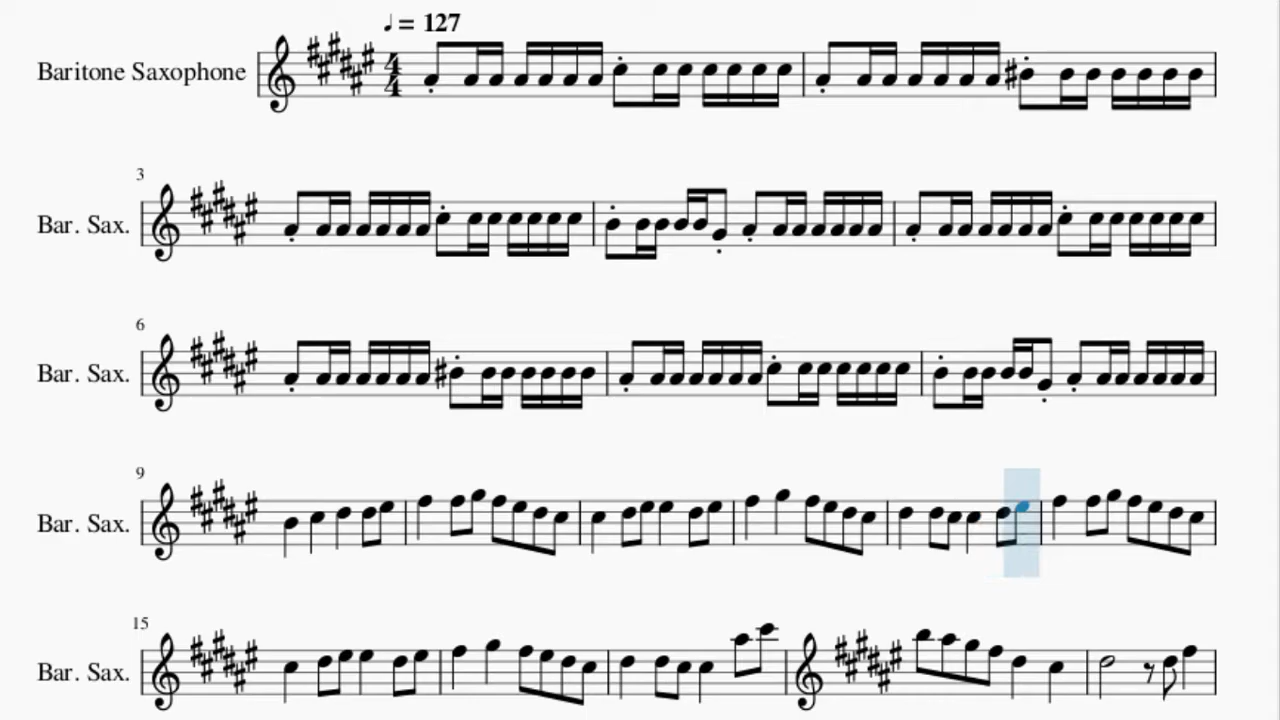 ♩ = 127
Baritone Saxophone
4
4
3
Bar. Sax.
6
Bar. Sax.
9
Bar. Sax.
15
Bar. Sax.